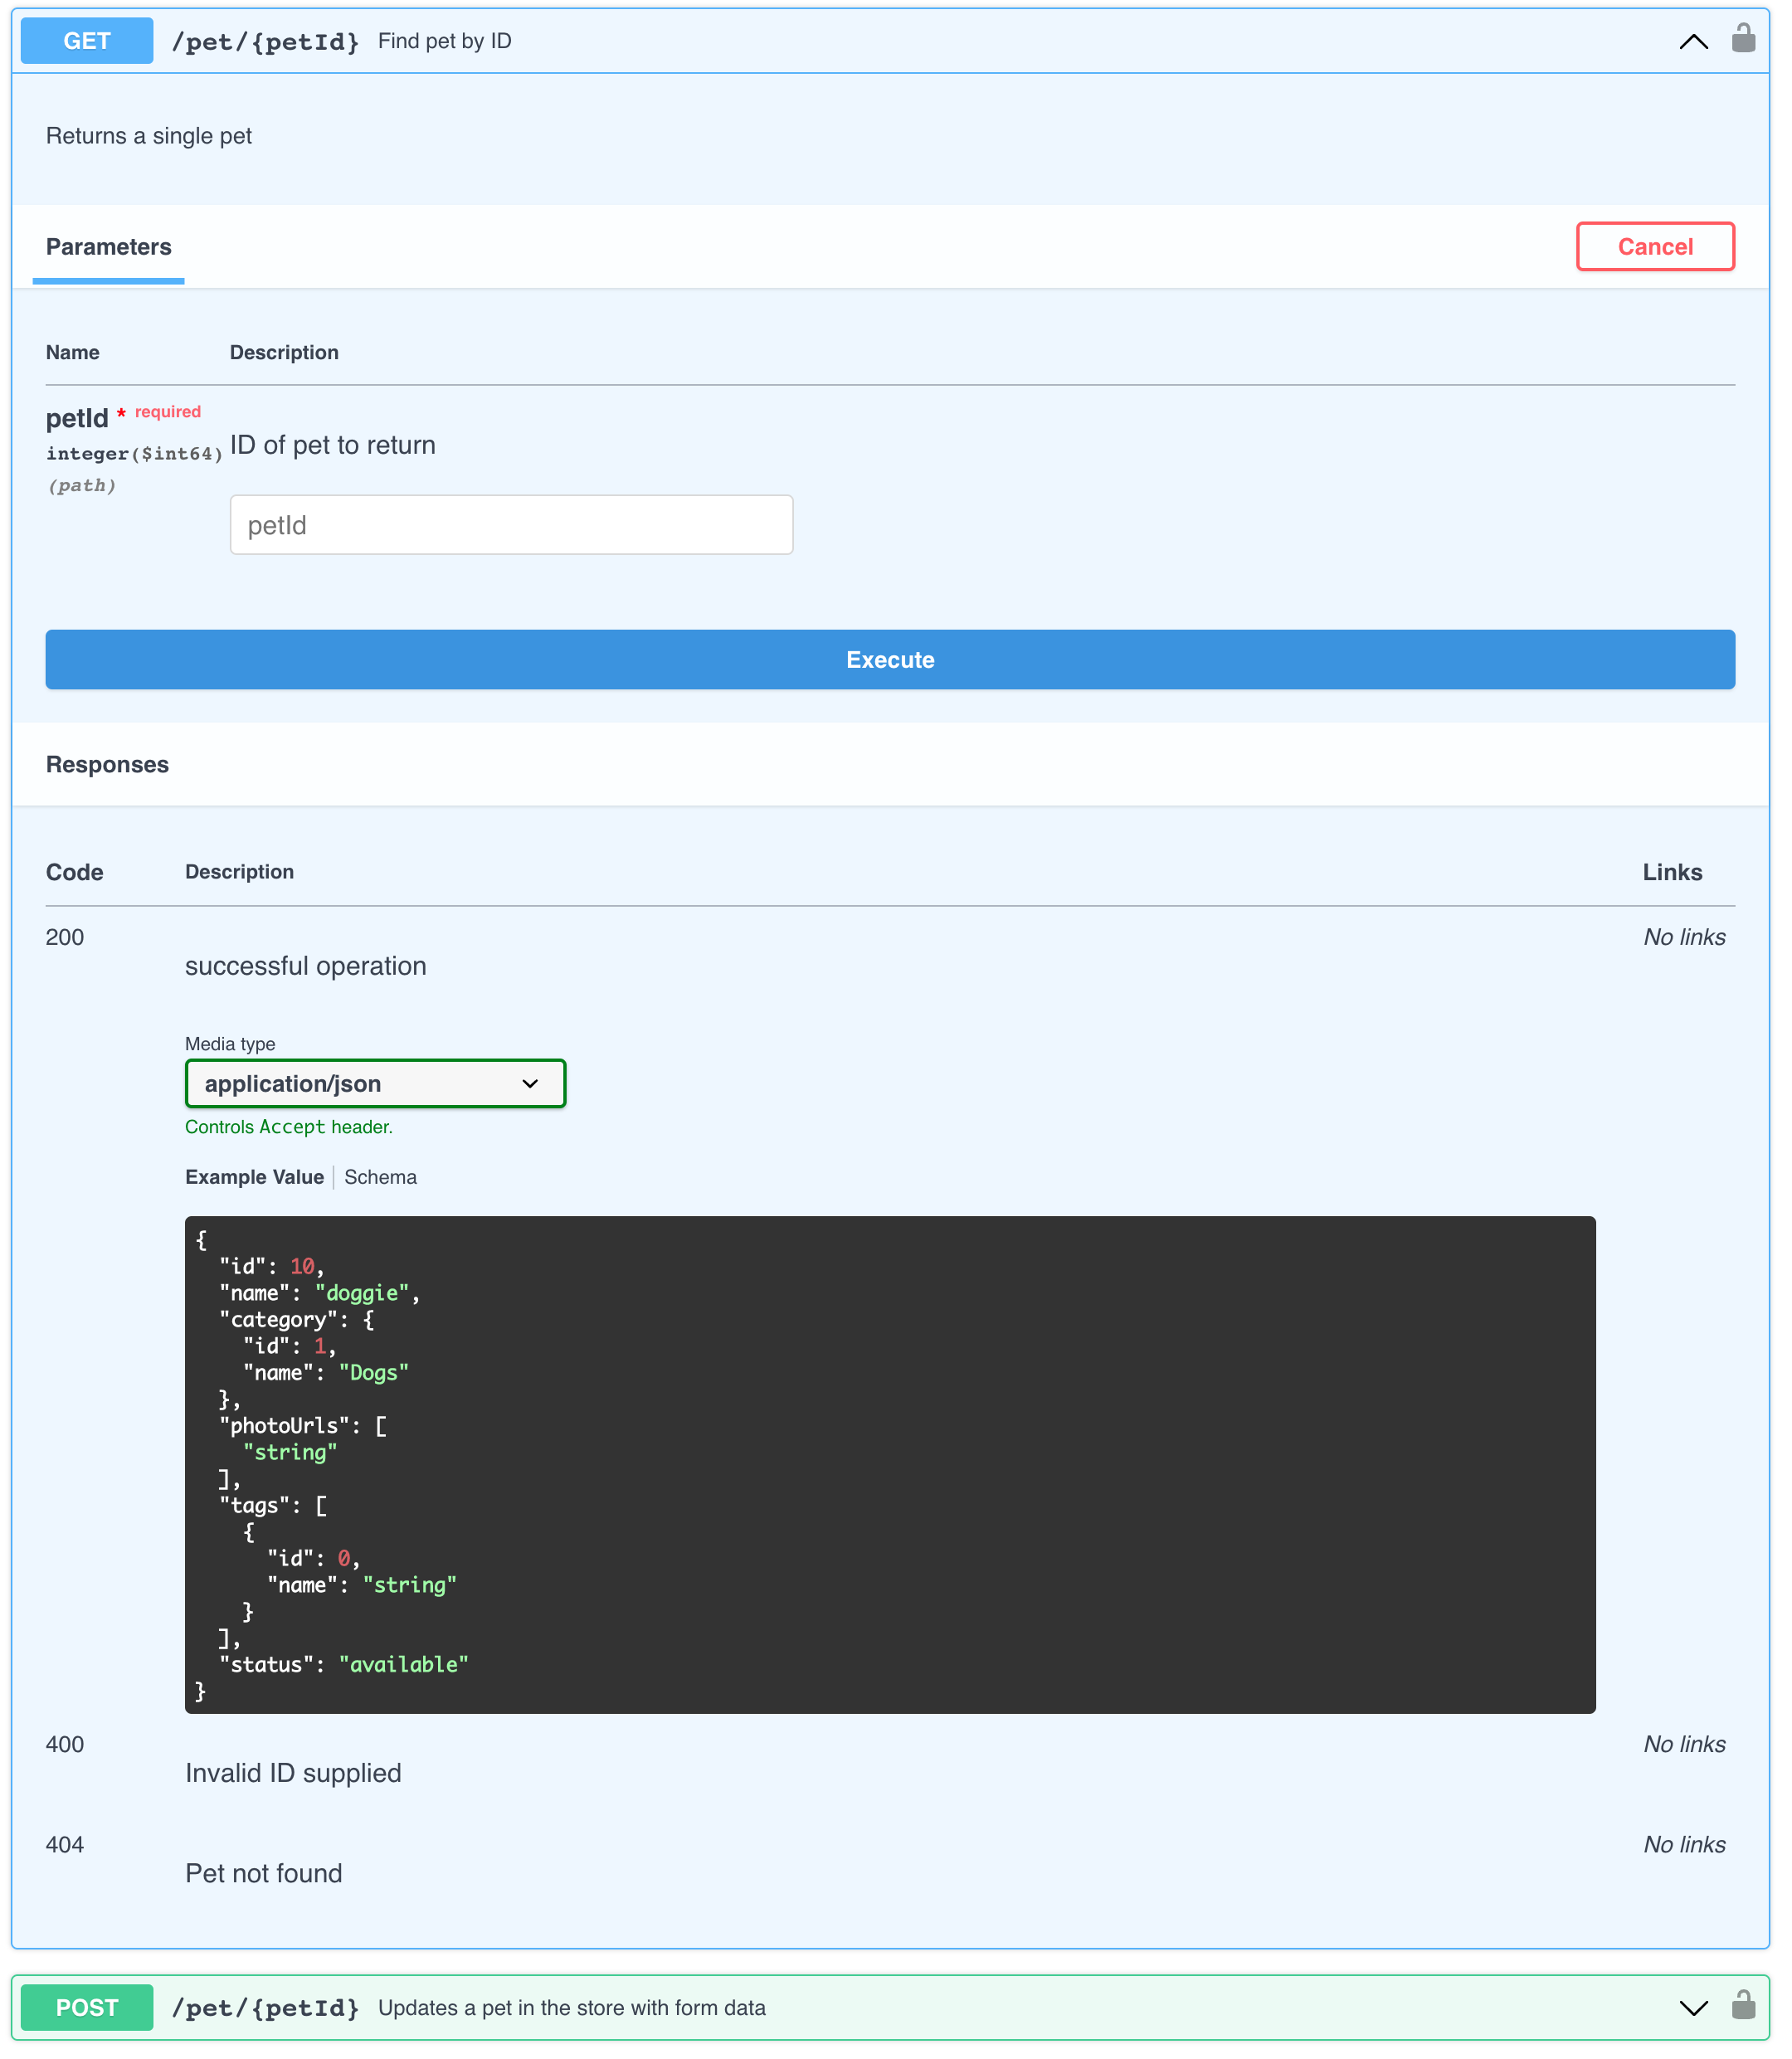 GET /pet/{petId} Find pet by ID
Returns a single pet
Parameters Cancel
Name Description
petId * required
integer($int64) ID of pet to return
(path)
petId
Execute
Responses
Code Description Links
200 No links
successful operation
Media type
application/json
Controls Accept header.
Example Value Schema
{
  "id": 10,
  "name": "doggie",
  "category": {
    "id": 1,
    "name": "Dogs"
  },
  "photoUrls": [
    "string"
  ],
  "tags": [
    {
      "id": 0,
      "name": "string"
    }
  ],
  "status": "available"
}
400 No links
Invalid ID supplied
404 No links
Pet not found
POST /pet/{petId} Updates a pet in the store with form data